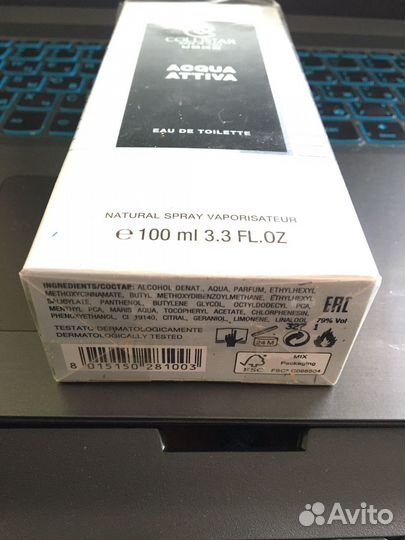 COLLISTAR
UOMO
ACQUA
ATTIVA
EAU DE TOILETTE
NATURAL SPRAY VAPORISATEUR
℮ 100 ml 3.3 FL.OZ
INGREDIENTS/СОСТАВ: ALCOHOL DENAT., AQUA, PARFUM, ETHYLHEXYL
METHOXYCINNAMATE, BUTYL METHOXYDIBENZOYLMETHANE, ETHYLHEXYL
SALICYLATE, PANTHENOL, BUTYLENE GLYCOL, OCTYLDODECYL PCA,
MENTHYL PCA, MARIS AQUA, TOCOPHERYL ACETATE, CHLORPHENESIN,
PHENOXYETHANOL, CI 19140, CITRAL, GERANIOL, LIMONENE, LINALOOL
EAC
79% Vol
TESTATO DERMATOLOGICAMENTE
DERMATOLOGICALLY TESTED
24 M
8 015150 281003
FSC
MIX
Packaging
Avito